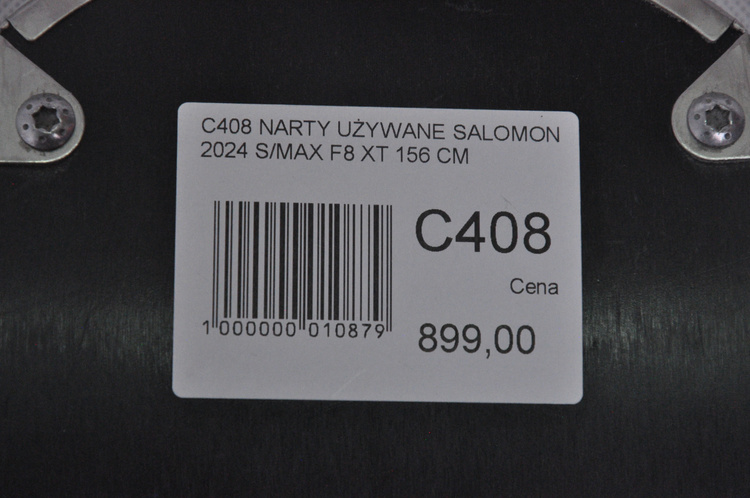 C408 NARTY UŻYWANE SALOMON
2024 S/MAX F8 XT 156 CM
C408
Cena
1 000000 010879
899,00